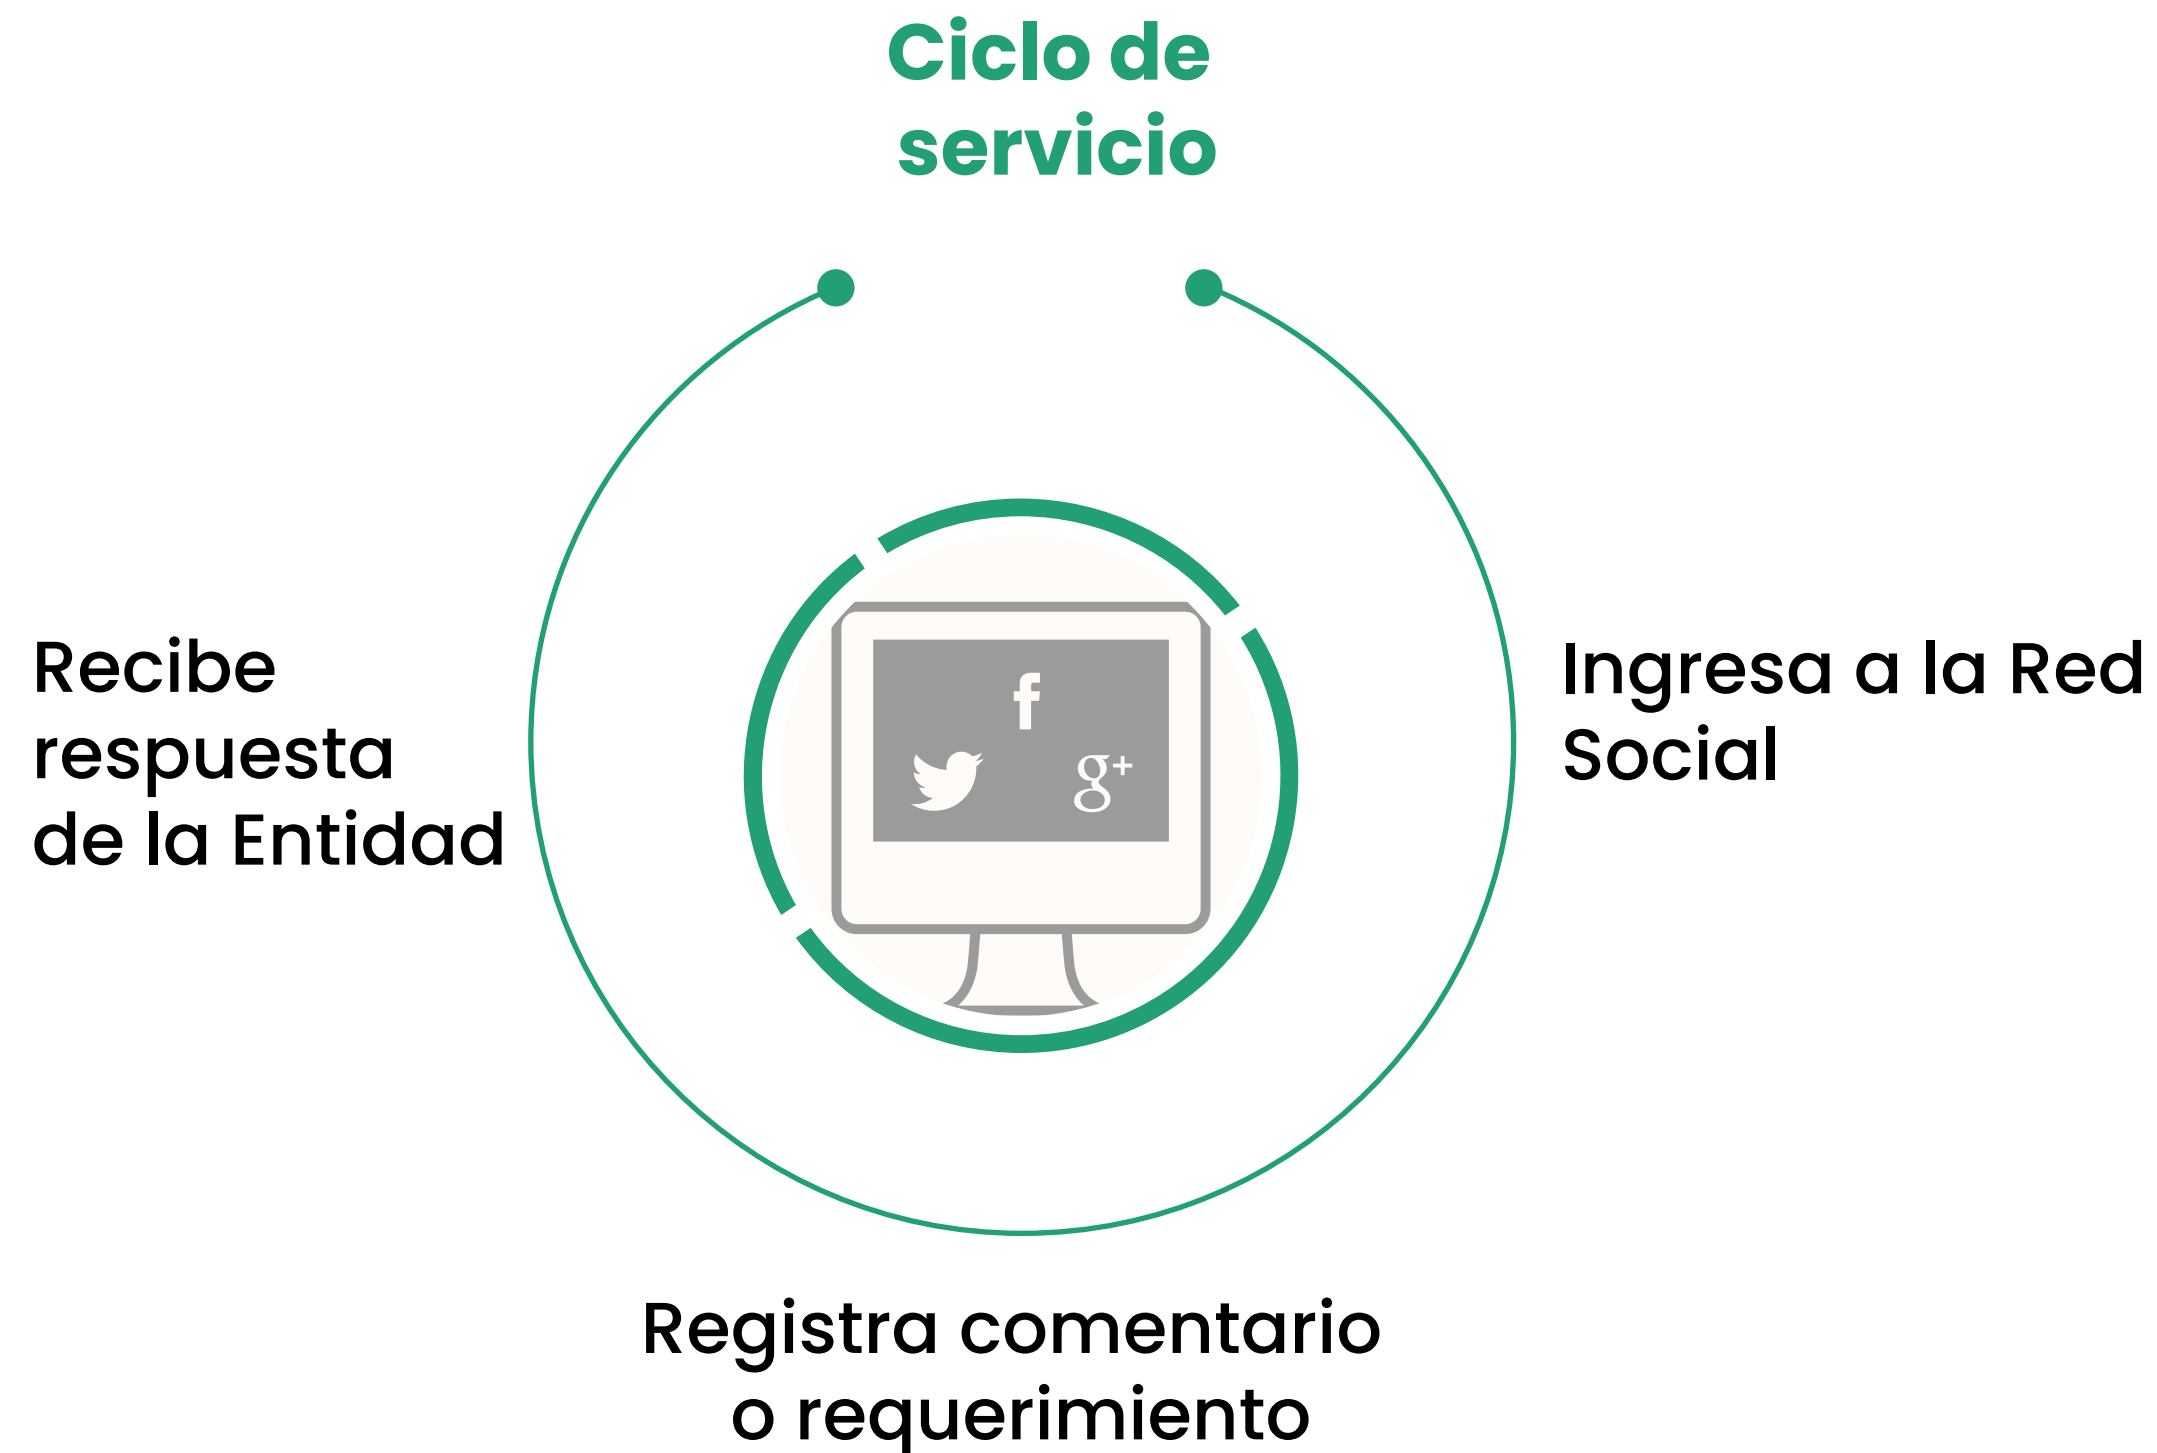 Ciclo de
servicio
Ingresa a la Red
Social
Registra comentario
o requerimiento
Recibe
respuesta
de la Entidad
f
g+